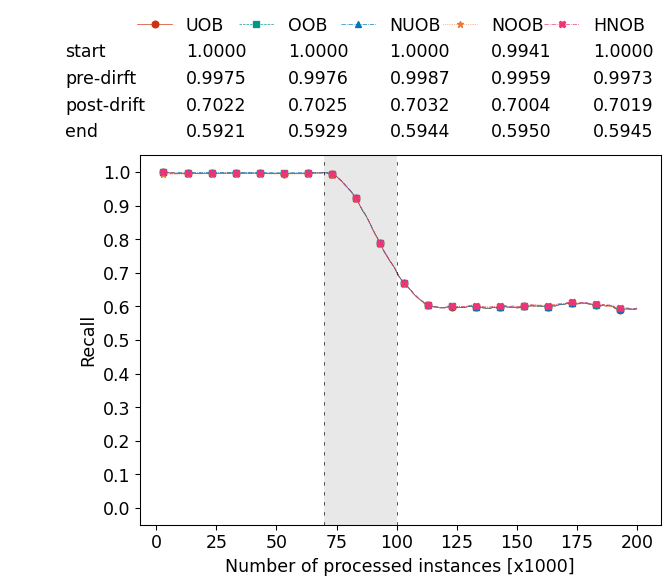 UOB OOB NUOB NOOB HNOB
start 1.0000 1.0000 1.0000 0.9941 1.0000
pre-dirft 0.9975 0.9976 0.9987 0.9959 0.9973
post-drift 0.7022 0.7025 0.7032 0.7004 0.7019
end 0.5921 0.5929 0.5944 0.5950 0.5945
1.0
0.9
0.8
0.7
0.6
0.5
0.4
0.3
0.2
0.1
0.0
Recall
0 25 50 75 100 125 150 175 200
Number of processed instances [x1000]